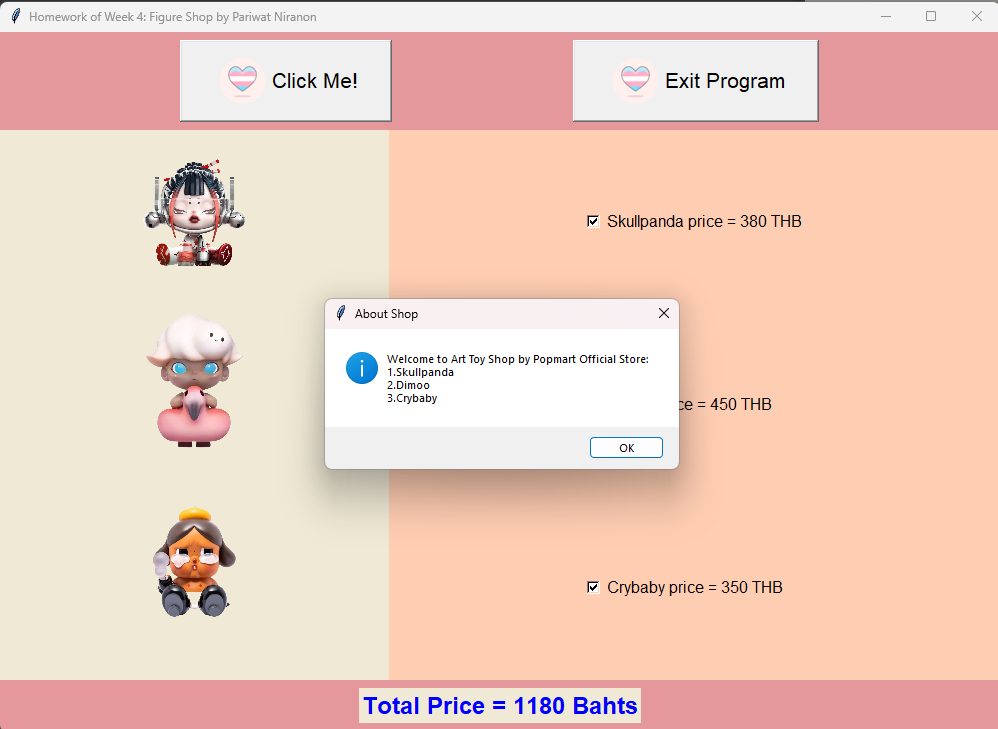 Homework of Week 4: Figure Shop by Pariwat Niranon
Click Me!
Exit Program
Skullpanda price = 380 THB
About Shop
Welcome to Art Toy Shop by Popmart Official Store:
1.Skullpanda
2.Dimoo
3.Crybaby
= 450 THB
OK
Crybaby price = 350 THB
Total Price = 1180 Bahts